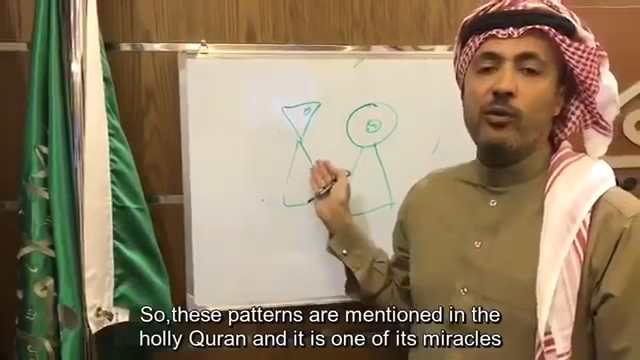 So,these patterns are mentioned in the
holly Quran and it is one of its miracles